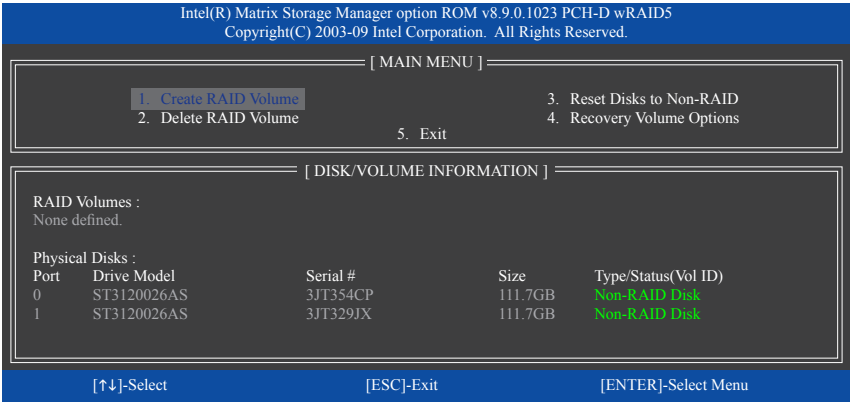 Intel(R) Matrix Storage Manager option ROM v8.9.0.1023 PCH-D wRAID5
Copyright(C) 2003-09 Intel Corporation. All Rights Reserved.
[ MAIN MENU ]
1. Create RAID Volume 3. Reset Disks to Non-RAID
2. Delete RAID Volume 4. Recovery Volume Options
5. Exit
[ DISK/VOLUME INFORMATION ]
RAID Volumes :
None defined.
Physical Disks :
Port Drive Model Serial # Size Type/Status(Vol ID)
0 ST3120026AS 3JT354CP 111.7GB Non-RAID Disk
1 ST3120026AS 3JT329JX 111.7GB Non-RAID Disk
[↑↓]-Select [ESC]-Exit [ENTER]-Select Menu